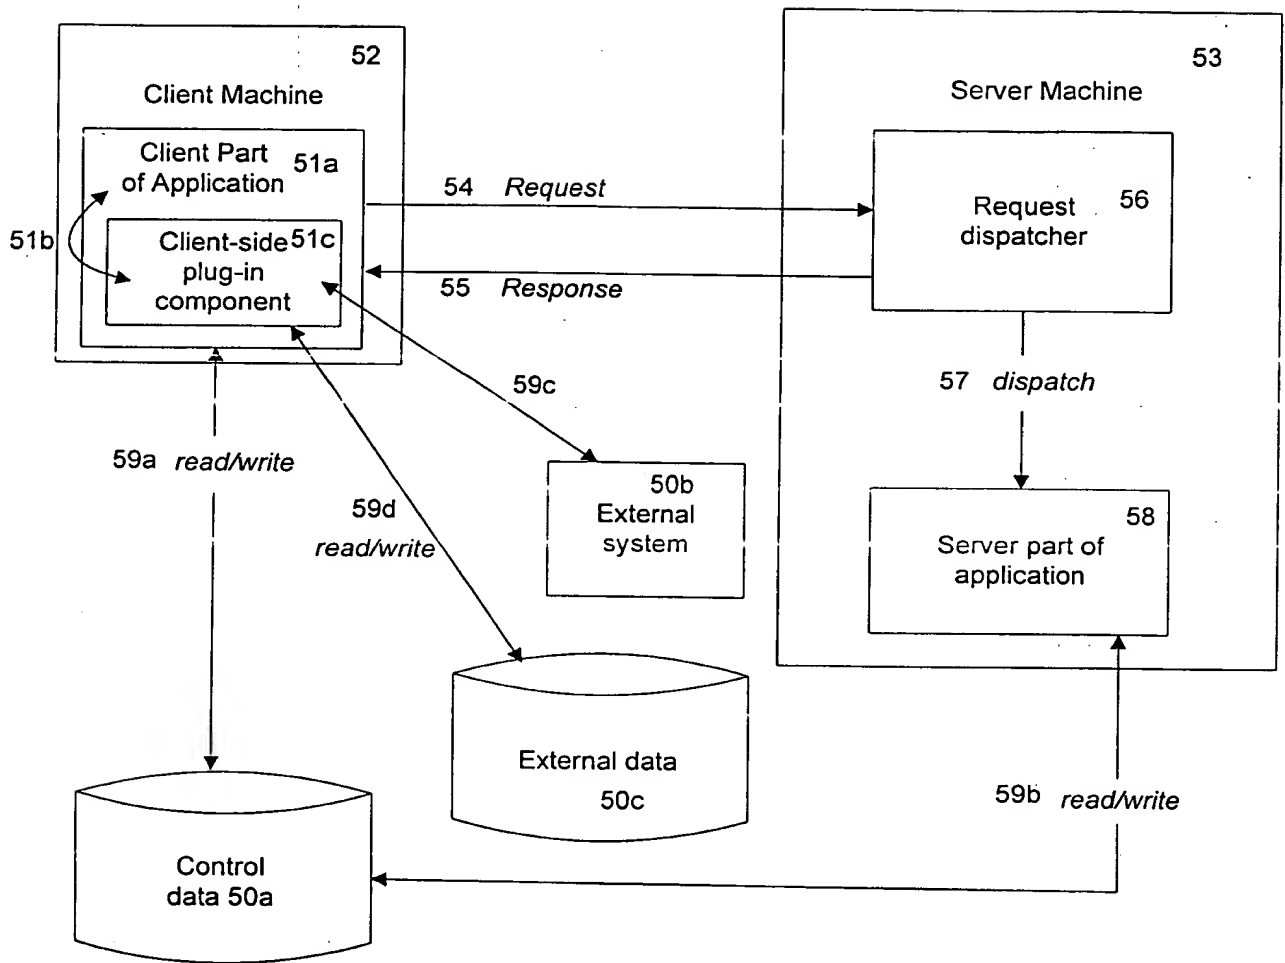 52
Client Machine
Client Part
of Application
51a
51b
Client-side
plug-in
component
51c
53
Server Machine
54 Request
55 Response
Request
dispatcher
56
57 dispatch
58
Server part of
application
59a read/write
59c
59d
read/write
50b
External
system
External data
50c
59b read/write
Control
data 50a